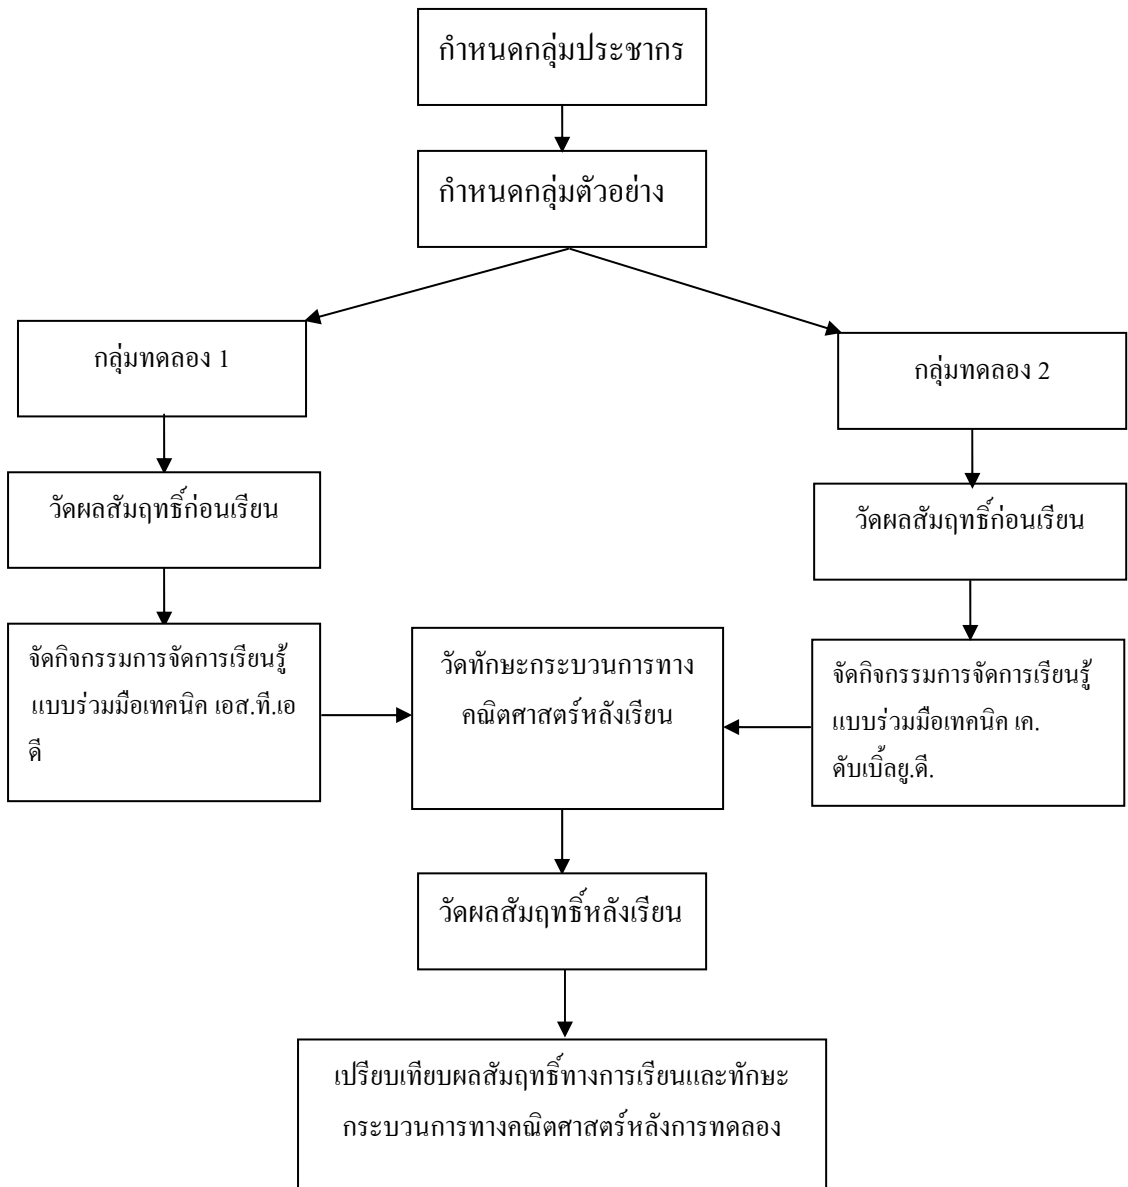 กำหนดกลุ่มประชากร
กำหนดกลุ่มตัวอย่าง
กลุ่มทดลอง 1
กลุ่มทดลอง 2
วัดผลสัมฤทธิ์ก่อนเรียน
วัดผลสัมฤทธิ์ก่อนเรียน
จัดกิจกรรมการจัดการเรียนรู้
แบบร่วมมือเทคนิค เอส.ที.เอ
ดี
วัดทักษะกระบวนการทาง
คณิตศาสตร์หลังเรียน
จัดกิจกรรมการจัดการเรียนรู้
แบบร่วมมือเทคนิค เค.
ดับเบิ้ลยู.ดี.
วัดผลสัมฤทธิ์หลังเรียน
เปรียบเทียบผลสัมฤทธิ์ทางการเรียนและทักษะ
กระบวนการทางคณิตศาสตร์หลังการทดลอง